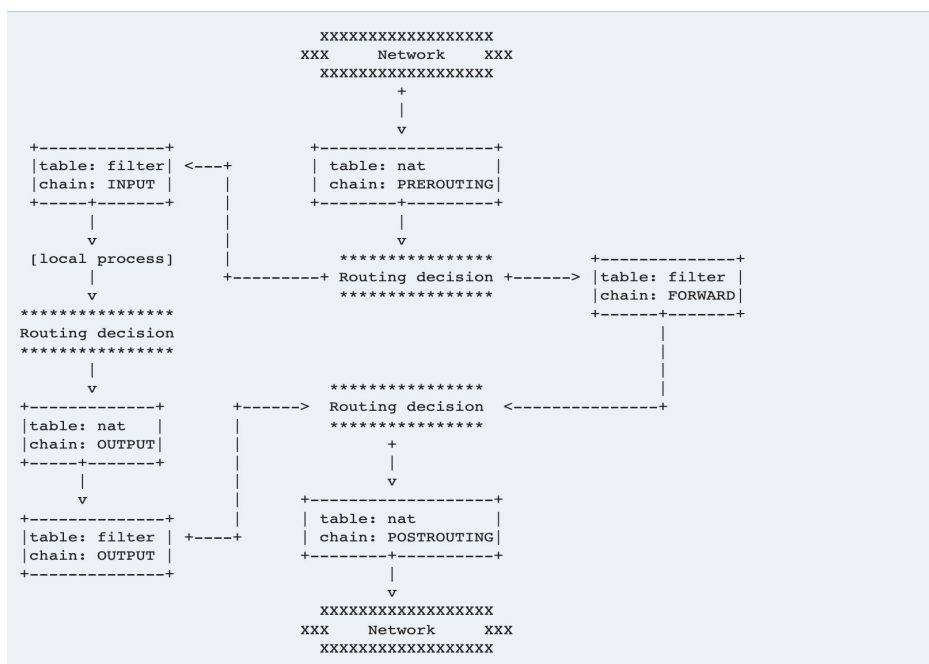 XXXXXXXXXXXXXXXXXX
                             XXX     Network     XXX
                               XXXXXXXXXXXXXXXXXX
                                       +
                                       |
                                       v
 +-------------+              +------------------+
 |table: filter| <---+        | table: nat       |
 |chain: INPUT |     |        | chain: PREROUTING|
 +-----+-------+     |        +--------+---------+
       |             |                 |
       v             |                 v
 [local process]     |           ****************          +--------------+
       |             +---------+ Routing decision +------> |table: filter |
       v                         ****************          |chain: FORWARD|
****************                                           +------+-------+
Routing decision                                                  |
****************                                                  |
       |                                                          |
       v                        ****************                  |
+-------------+       +------>  Routing decision  <---------------+
|table: nat   |       |         ****************
|chain: OUTPUT|       |               +
+-----+-------+       |               |
      |               |               v
      v               |      +-------------------+
+--------------+      |      | table: nat        |
|table: filter | +----+      | chain: POSTROUTING|
|chain: OUTPUT |             +--------+----------+
+--------------+                      |
                                      v
                               XXXXXXXXXXXXXXXXXX
                             XXX    Network     XXX
                               XXXXXXXXXXXXXXXXXX